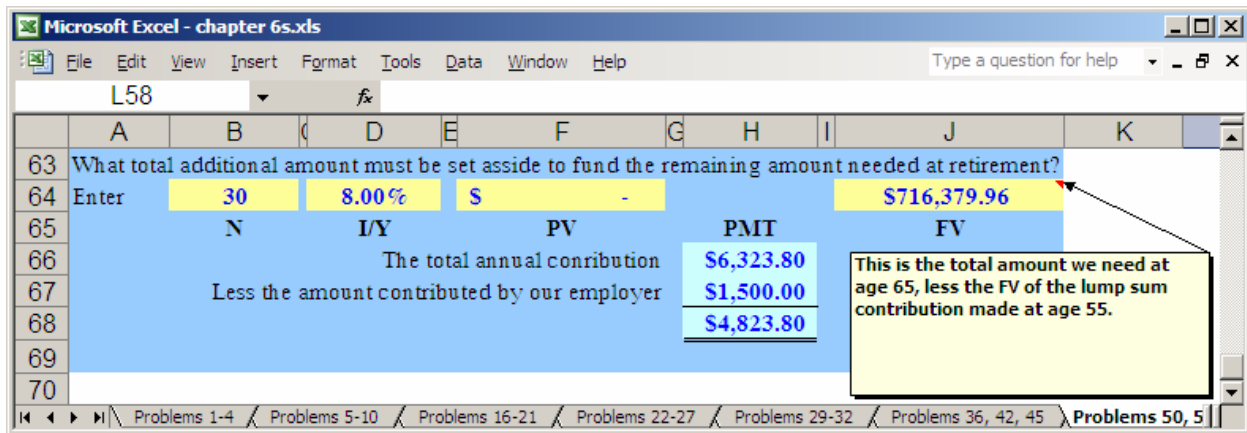 Microsoft Excel - chapter 6s.xls
File Edit View Insert Format Tools Data Window Help Type a question for help
L58 fx
A B C D E F G H I J K
63 What total additional amount must be set asside to fund the remaining amount needed at retirement?
64 Enter 30 8.00% $ - $716,379.96
65 N I/Y PV PMT FV
66 The total annual conribution $6,323.80
67 Less the amount contributed by our employer $1,500.00
68 $4,823.80
69
70
This is the total amount we need at
age 65, less the FV of the lump sum
contribution made at age 55.
Problems 1-4 / Problems 5-10 / Problems 16-21 / Problems 22-27 / Problems 29-32 / Problems 36, 42, 45 \ Problems 50, 5